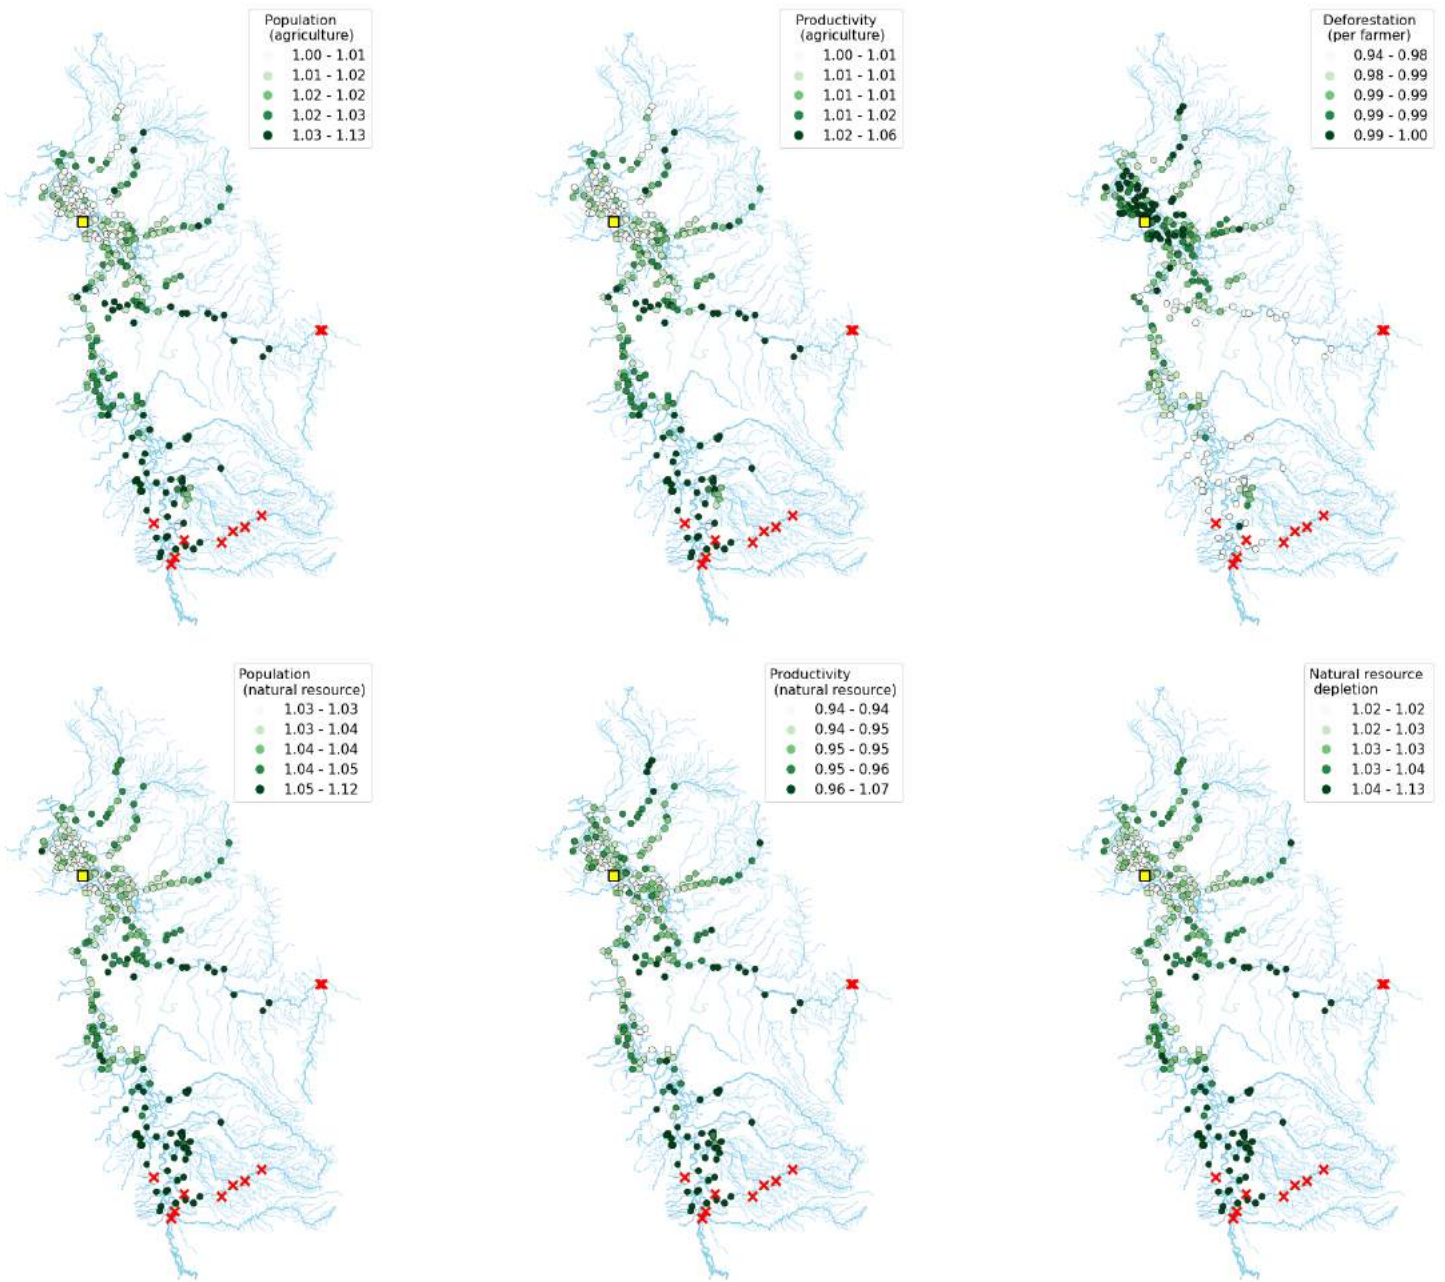 Population
(agriculture)
1.00 - 1.01
1.01 - 1.02
1.02 - 1.02
1.02 - 1.03
1.03 - 1.13
Productivity
(agriculture)
1.00 - 1.01
1.01 - 1.01
1.01 - 1.01
1.01 - 1.02
1.02 - 1.06
Deforestation
(per farmer)
0.94 - 0.98
0.98 - 0.99
0.99 - 0.99
0.99 - 0.99
0.99 - 1.00
Population
(natural resource)
1.03 - 1.03
1.03 - 1.04
1.04 - 1.04
1.04 - 1.05
1.05 - 1.12
Productivity
(natural resource)
0.94 - 0.94
0.94 - 0.95
0.95 - 0.95
0.95 - 0.96
0.96 - 1.07
Natural resource
depletion
1.02 - 1.02
1.02 - 1.03
1.03 - 1.03
1.03 - 1.04
1.04 - 1.13